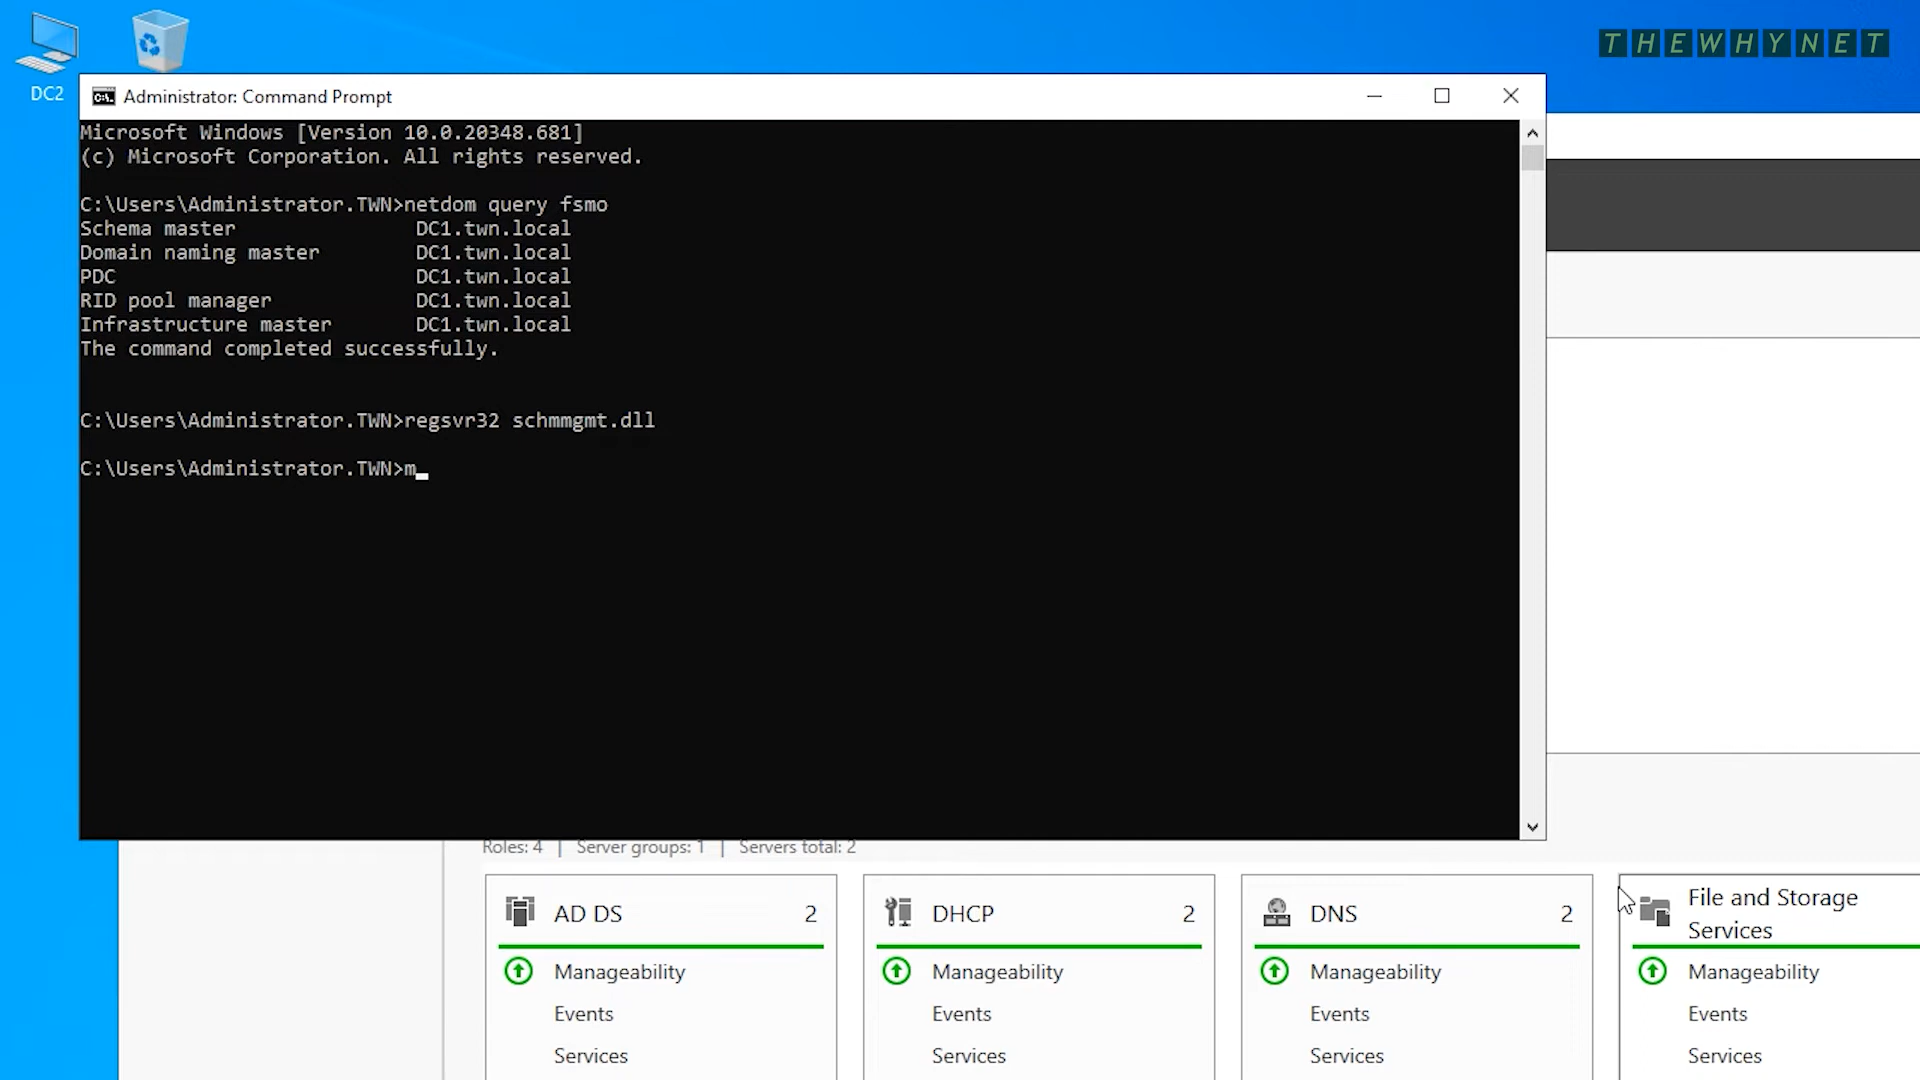 THEWHYNET
DC2
Administrator: Command Prompt
Microsoft Windows [Version 10.0.20348.681]
(c) Microsoft Corporation. All rights reserved.
C:\Users\Administrator.TWN>netdom query fsmo
Schema master DC1.twn.local
Domain naming master DC1.twn.local
PDC DC1.twn.local
RID pool manager DC1.twn.local
Infrastructure master DC1.twn.local
The command completed successfully.
C:\Users\Administrator.TWN>regsvr32 schmmgmt.dll
C:\Users\Administrator.TWN>m
Roles: 4 | Server groups: 1 | Servers total: 2
AD DS 2
Manageability
Events
Services
DHCP 2
Manageability
Events
Services
DNS 2
Manageability
Events
Services
File and Storage
Services
Manageability
Events
Services